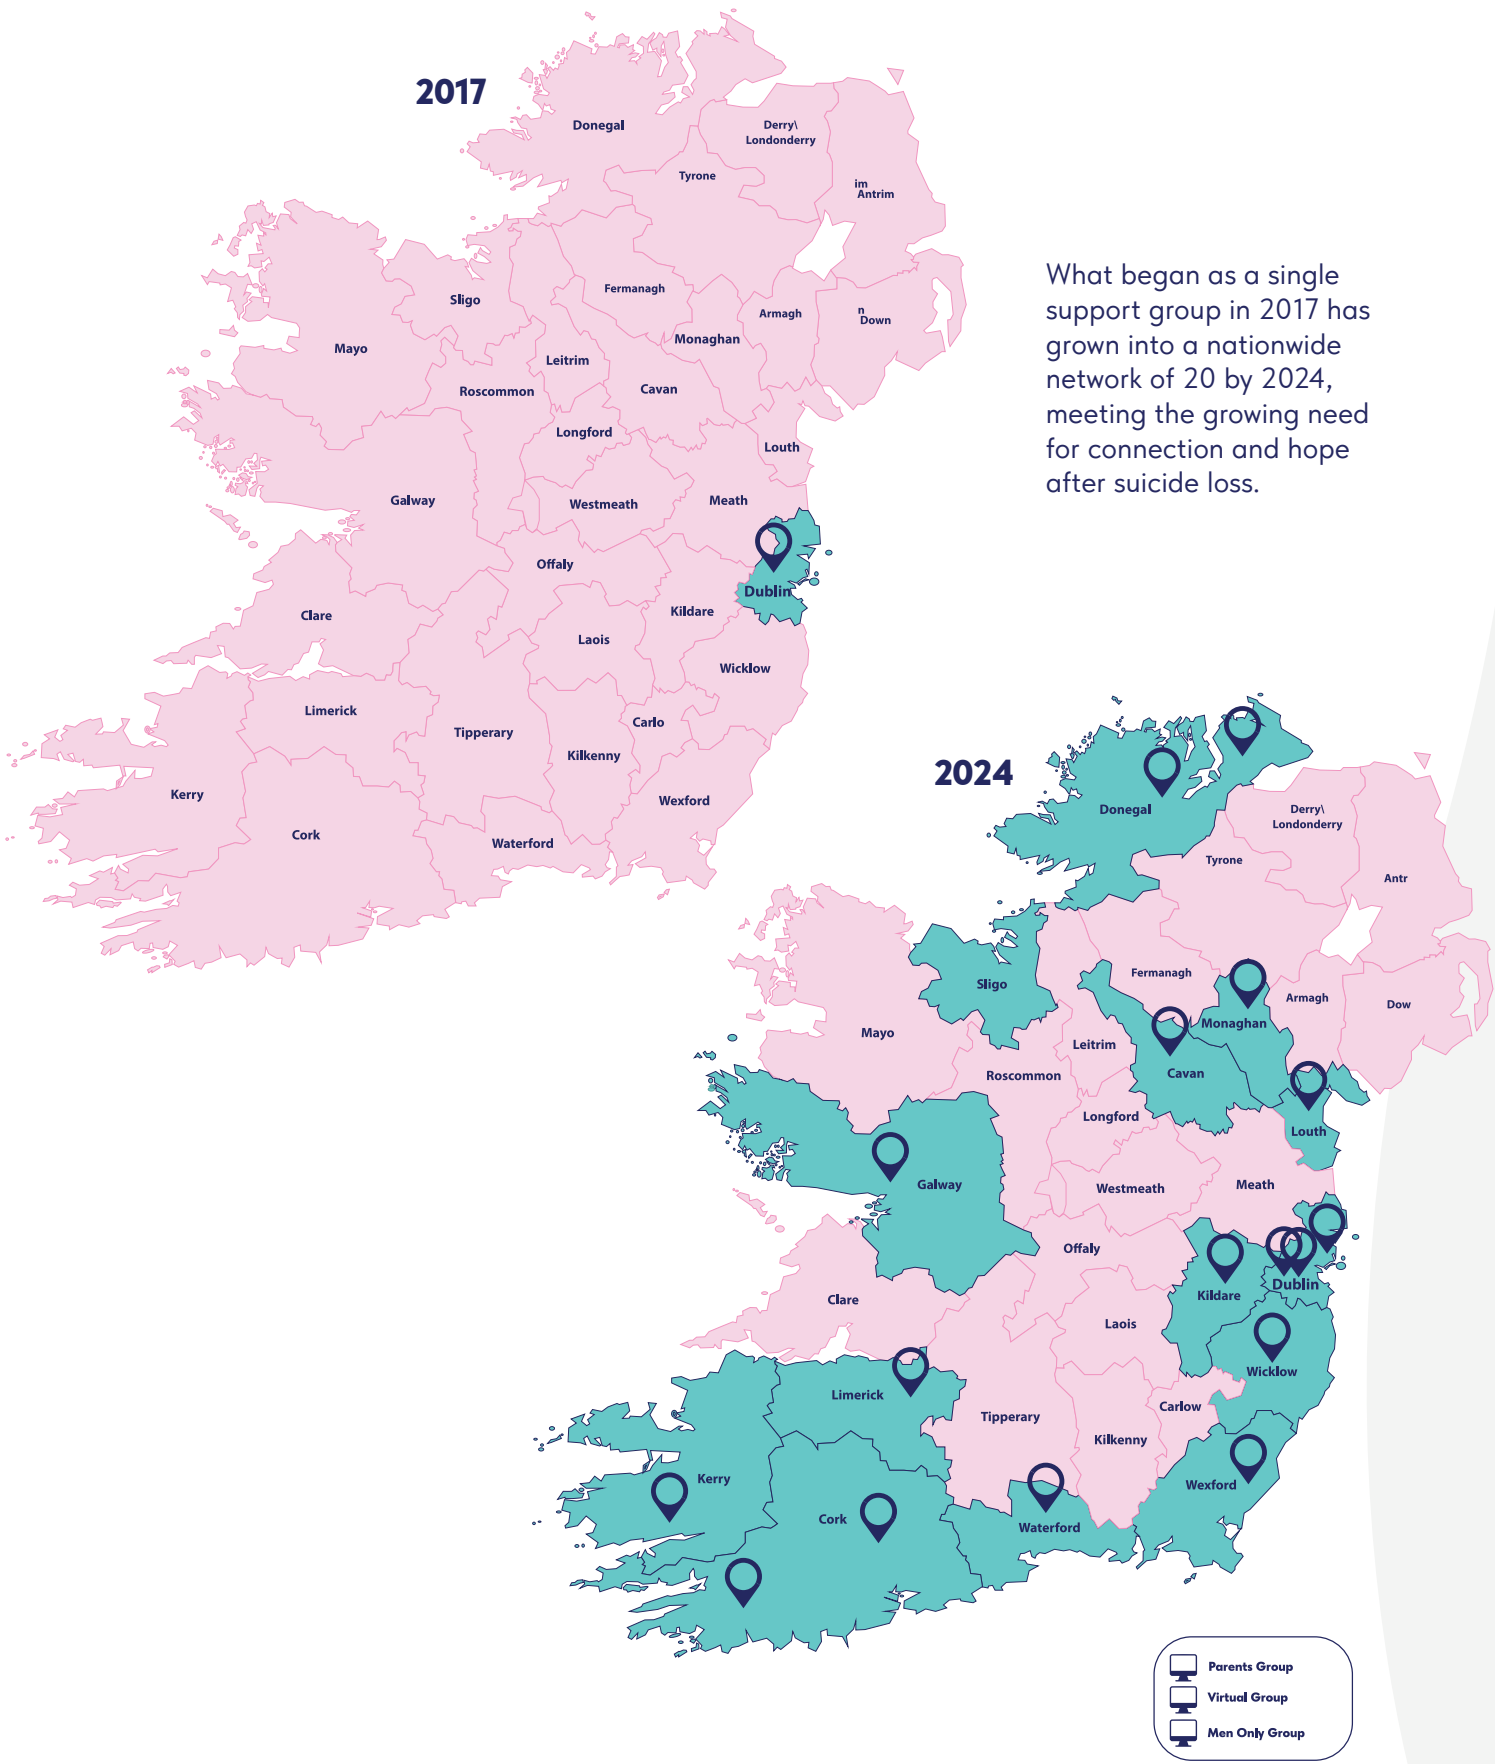 2017
Donegal
Derry\
Londonderry
Tyrone
im
Antrim
Fermanagh
Sligo
Armagh
n
Down
Monaghan
Mayo
Leitrim
Roscommon
Cavan
Longford
Louth
Galway
Westmeath
Meath
Offaly
Dublin
Clare
Kildare
Laois
Wicklow
Limerick
Carlo
Tipperary
Kilkenny
Kerry
Wexford
Cork
Waterford
What began as a single
support group in 2017 has
grown into a nationwide
network of 20 by 2024,
meeting the growing need
for connection and hope
after suicide loss.
2024
Donegal
Derry\
Londonderry
Tyrone
Antr
Fermanagh
Sligo
Armagh
Dow
Monaghan
Mayo
Leitrim
Roscommon
Cavan
Longford
Louth
Galway
Westmeath
Meath
Offaly
Dublin
Kildare
Clare
Laois
Wicklow
Limerick
Carlow
Tipperary
Kilkenny
Kerry
Wexford
Cork
Waterford
Parents Group
Virtual Group
Men Only Group